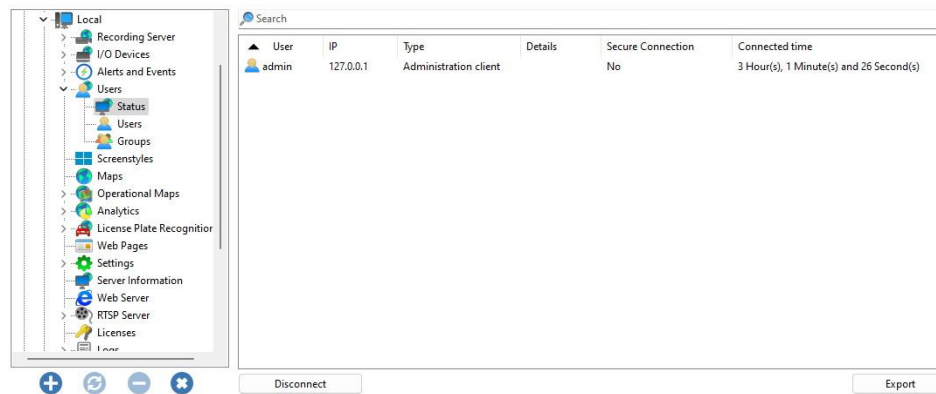 Local
Recording Server
I/O Devices
Alerts and Events
Users
Status
Users
Groups
Screenstyles
Maps
Operational Maps
Analytics
License Plate Recognition
Web Pages
Settings
Server Information
Web Server
RTSP Server
Licenses
Logs
Search
User IP Type Details Secure Connection Connected time
admin 127.0.0.1 Administration client No 3 Hour(s), 1 Minute(s) and 26 Second(s)
Disconnect Export